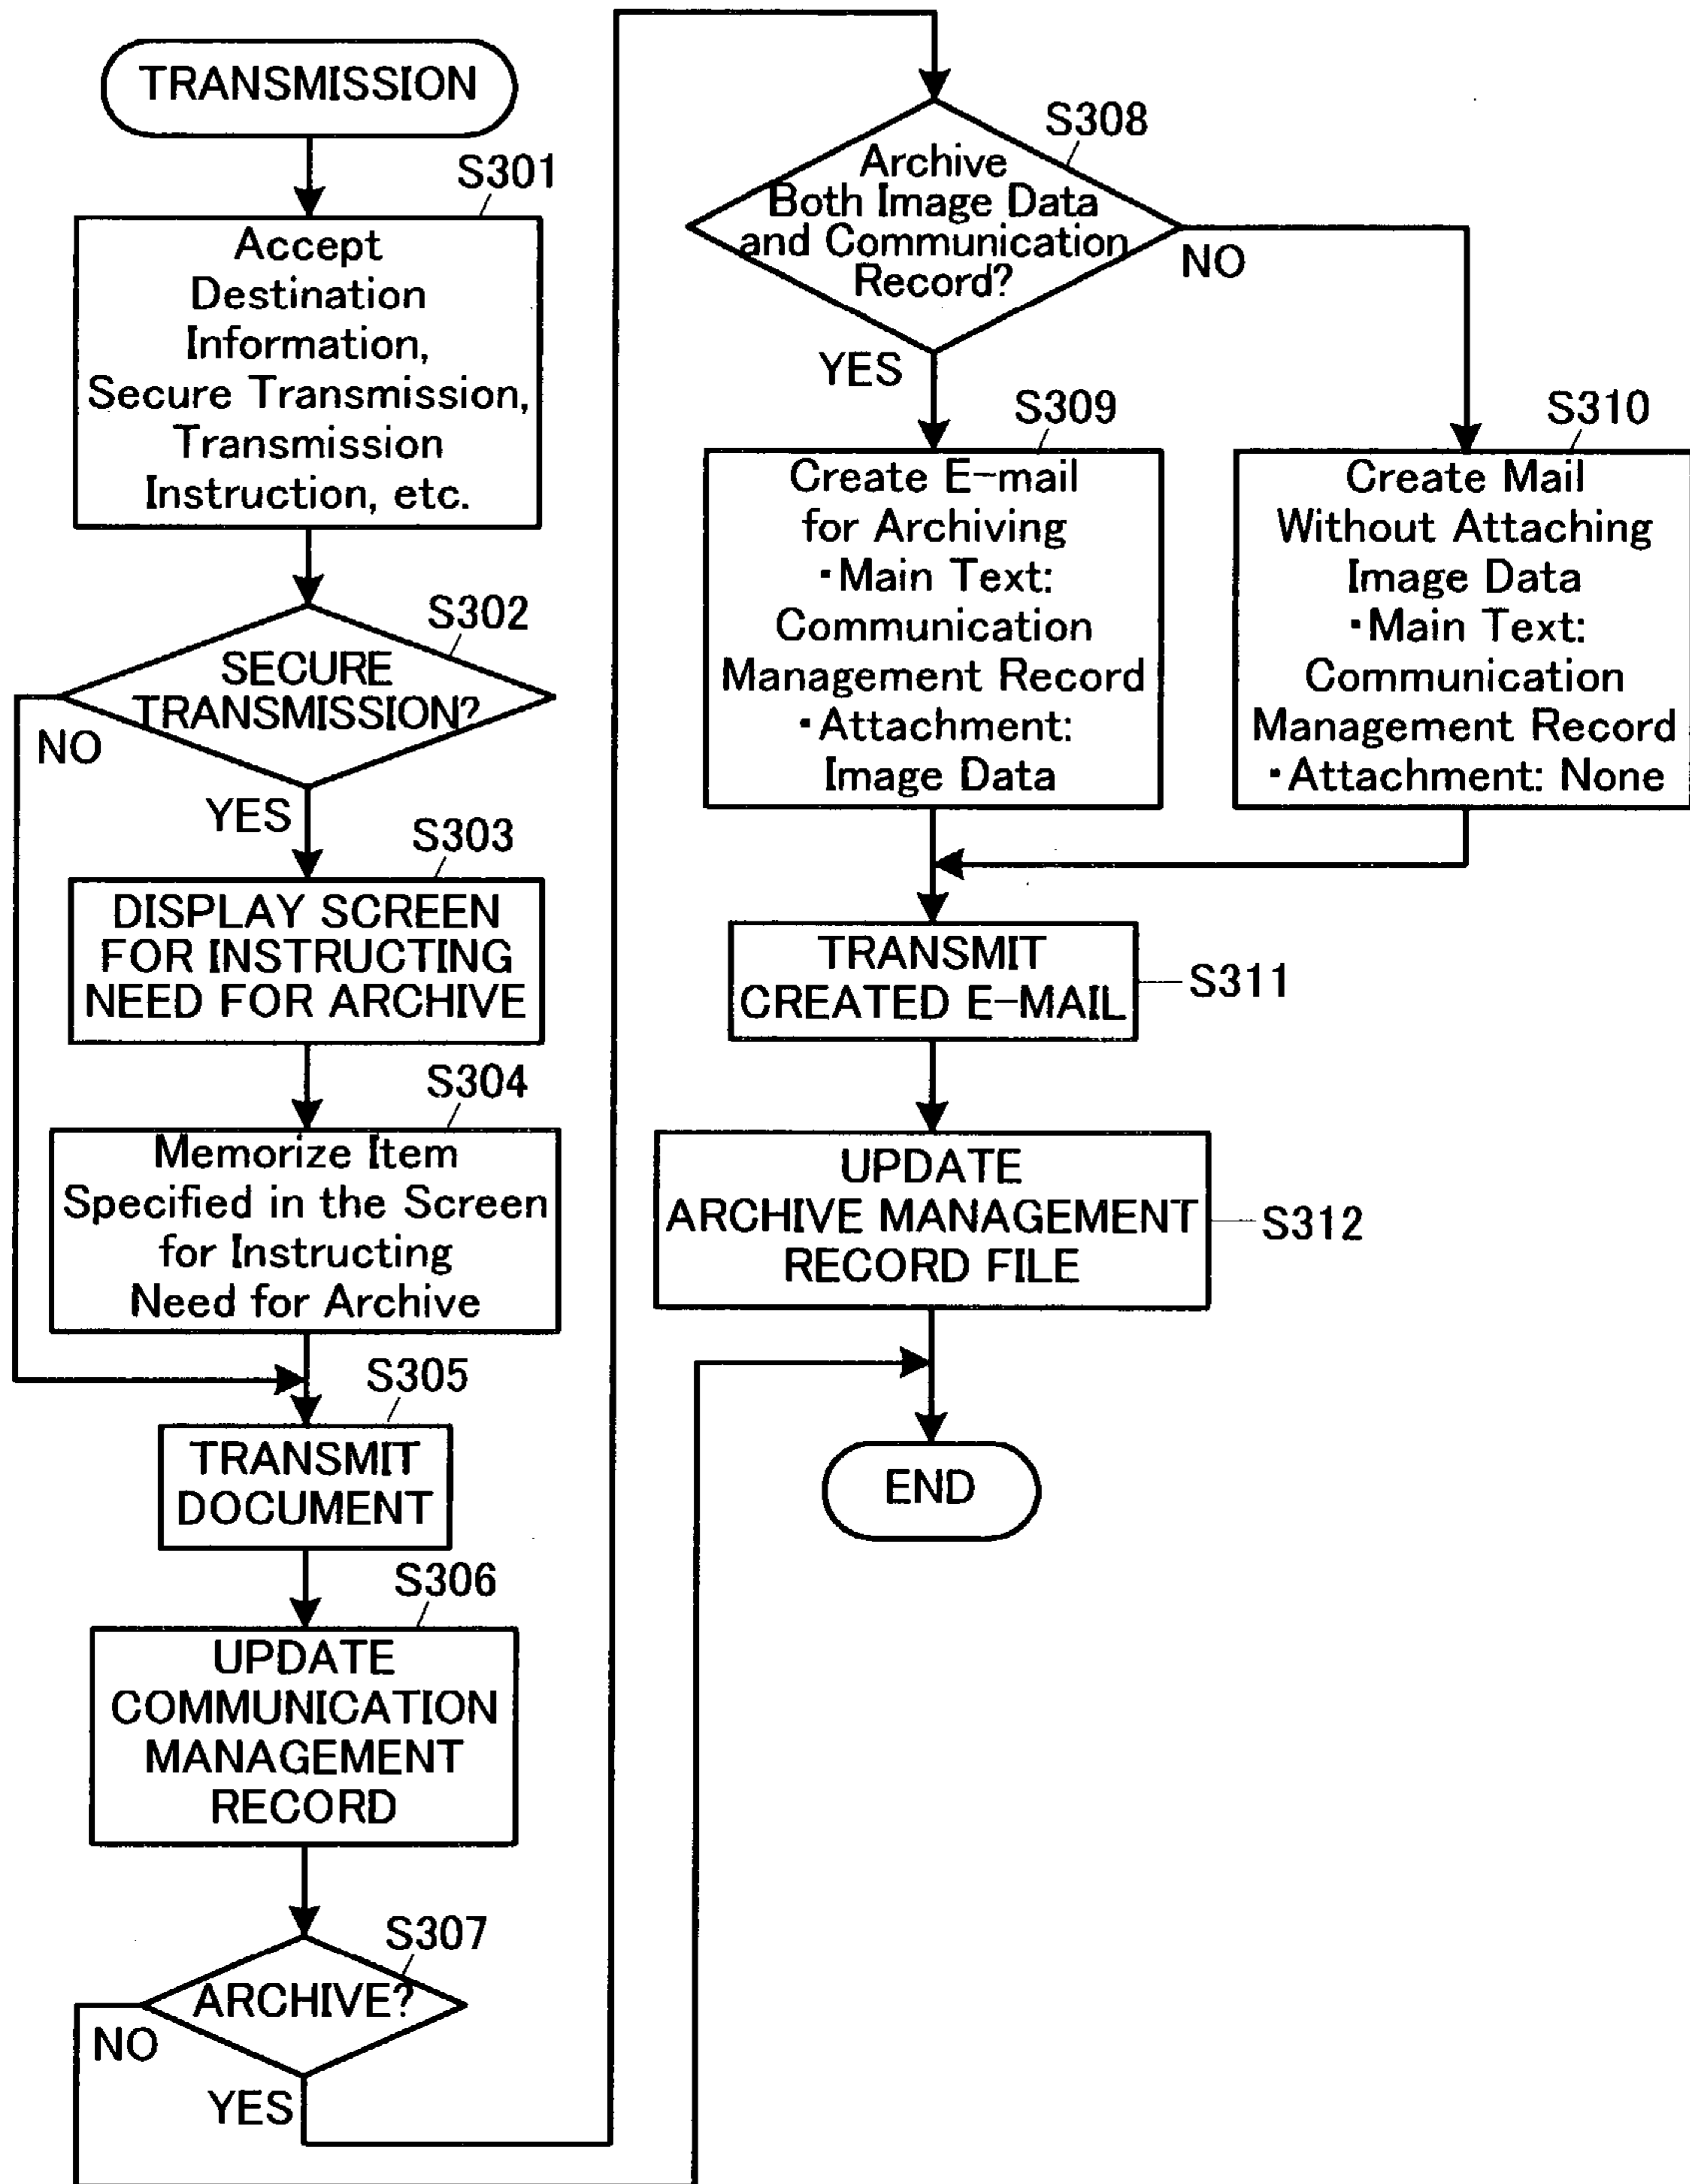 TRANSMISSION
S301
Accept
Destination
Information,
Secure Transmission,
Transmission
Instruction, etc.
S302
SECURE
TRANSMISSION?
NO
YES
S303
DISPLAY SCREEN
FOR INSTRUCTING
NEED FOR ARCHIVE
S304
Memorize Item
Specified in the Screen
for Instructing
Need for Archive
S305
TRANSMIT
DOCUMENT
S306
UPDATE
COMMUNICATION
MANAGEMENT
RECORD
S307
ARCHIVE?
NO
YES
S308
Archive
Both Image Data
and Communication
Record?
NO
YES
S309
Create E-mail
for Archiving
・Main Text:
Communication
Management Record
・Attachment:
Image Data
S310
Create Mail
Without Attaching
Image Data
・Main Text:
Communication
Management Record
・Attachment: None
TRANSMIT
CREATED E-MAIL
S311
UPDATE
ARCHIVE MANAGEMENT
RECORD FILE
S312
END